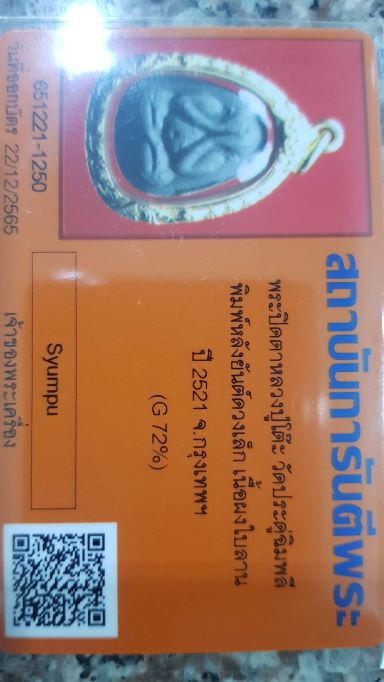 สถาบันการันตีพระ
พระปิดตาหลวงปู่โต๊ะ วัดประดู่ฉิมพลี
พิมพ์หลังยันต์ดวงเล็ก เนื้อผงใบลาน
ปี 2521 จ.กรุงเทพฯ
(G 72%)
651221-1250
วันที่ออกบัตร 22/12/2565
Syumpu
เจ้าของพระเครื่อง